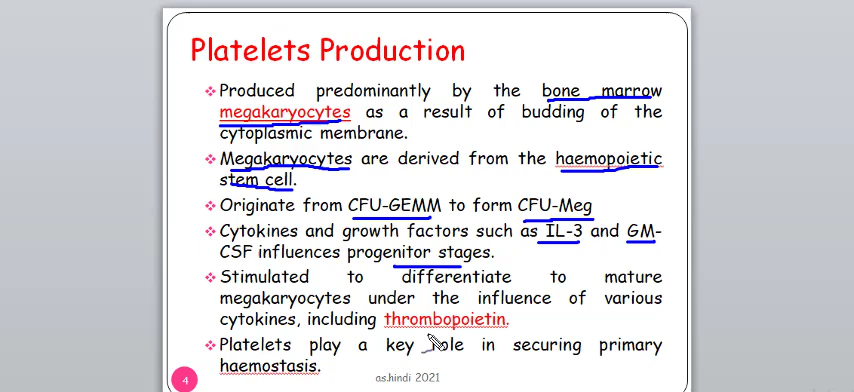 Platelets Production
❖ Produced predominantly by the bone marrow
megakaryocytes as a result of budding of the
cytoplasmic membrane.
❖ Megakaryocytes are derived from the haemopoietic
stem cell.
❖ Originate from CFU-GEMM to form CFU-Meg
❖ Cytokines and growth factors such as IL-3 and GM-
CSF influences progenitor stages.
❖ Stimulated to differentiate to mature
megakaryocytes under the influence of various
cytokines, including thrombopoietin.
❖ Platelets play a key role in securing primary
haemostasis.
4
as.hindi 2021